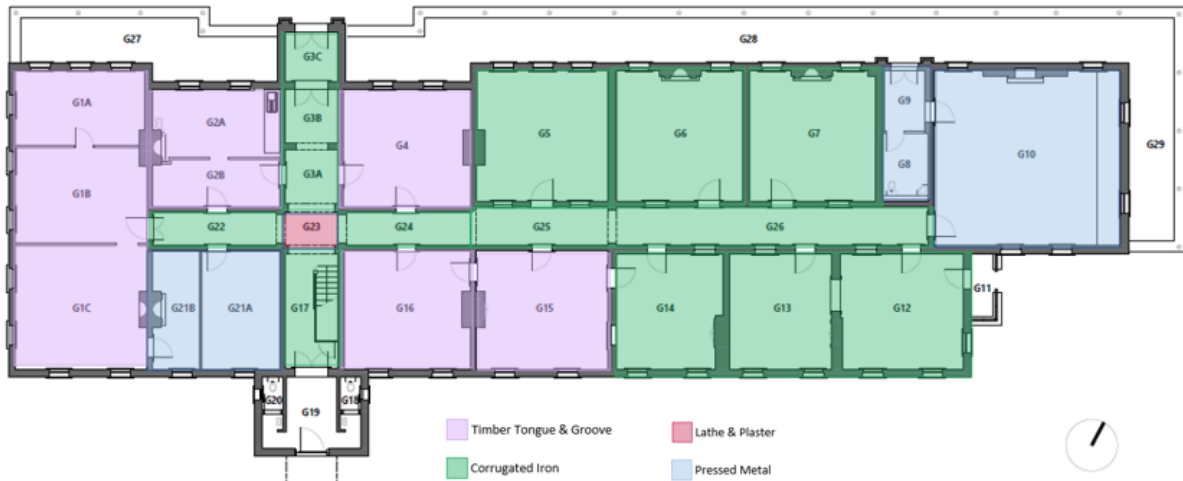 G27
G28
G3C
G1A
G2A
G3B
G4
G5
G6
G7
G9
G10
G29
G8
G2B
G3A
G1B
G22
G23
G24
G25
G26
G1C
G21B
G21A
G17
G16
G15
G14
G13
G12
G11
G20
G19
G18
Timber Tongue & Groove
Lathe & Plaster
Corrugated Iron
Pressed Metal